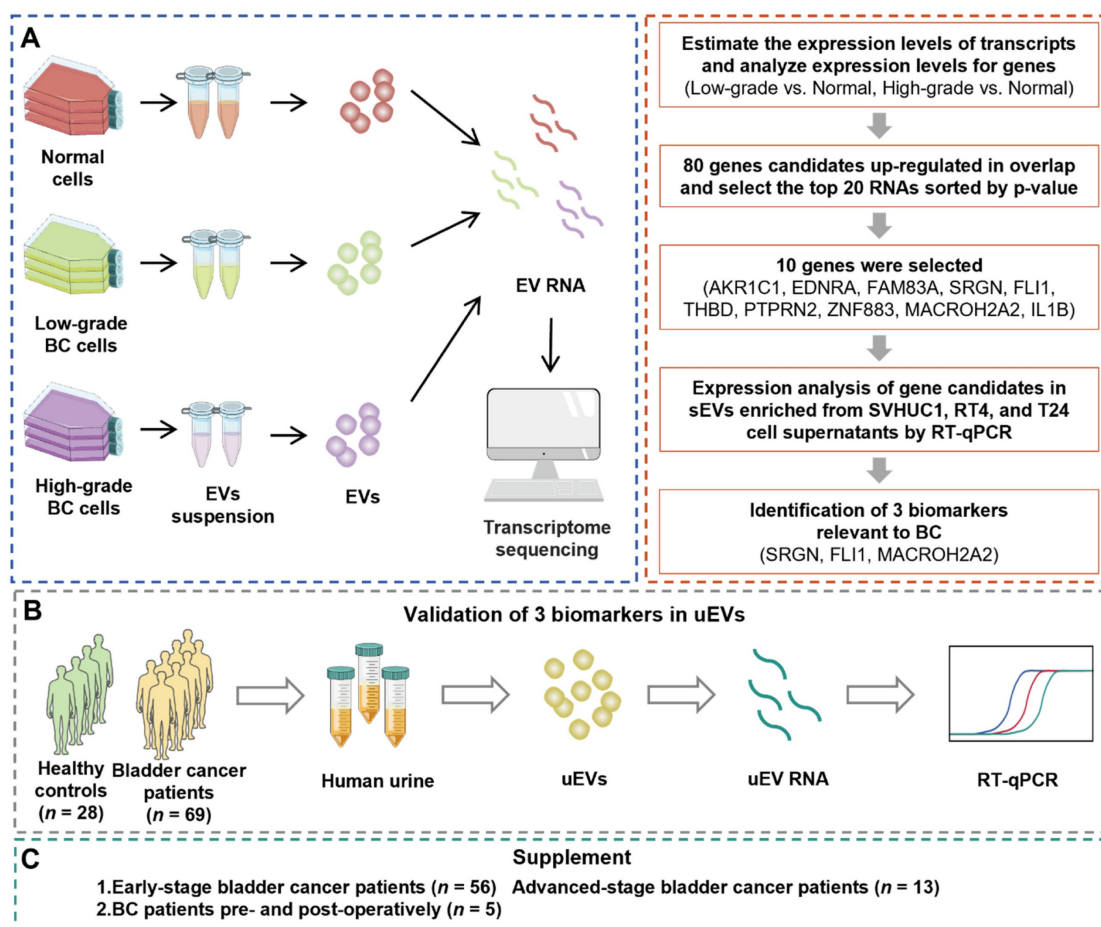 A
Normal
cells
Low-grade
BC cells
High-grade
BC cells
EVs
suspension
EVs
EV RNA
Transcriptome
sequencing
Estimate the expression levels of transcripts
and analyze expression levels for genes
(Low-grade vs. Normal, High-grade vs. Normal)
80 genes candidates up-regulated in overlap
and select the top 20 RNAs sorted by p-value
10 genes were selected
(AKR1C1, EDNRA, FAM83A, SRGN, FLI1,
THBD, PTPRN2, ZNF883, MACROH2A2, IL1B)
Expression analysis of gene candidates in
sEVs enriched from SVHUC1, RT4, and T24
cell supernatants by RT-qPCR
Identification of 3 biomarkers
relevant to BC
(SRGN, FLI1, MACROH2A2)
B
Validation of 3 biomarkers in uEVs
Healthy
controls
(n = 28)
Bladder cancer
patients
(n = 69)
Human urine
uEVs
uEV RNA
RT-qPCR
C
Supplement
1.Early-stage bladder cancer patients (n = 56) Advanced-stage bladder cancer patients (n = 13)
2.BC patients pre- and post-operatively (n = 5)